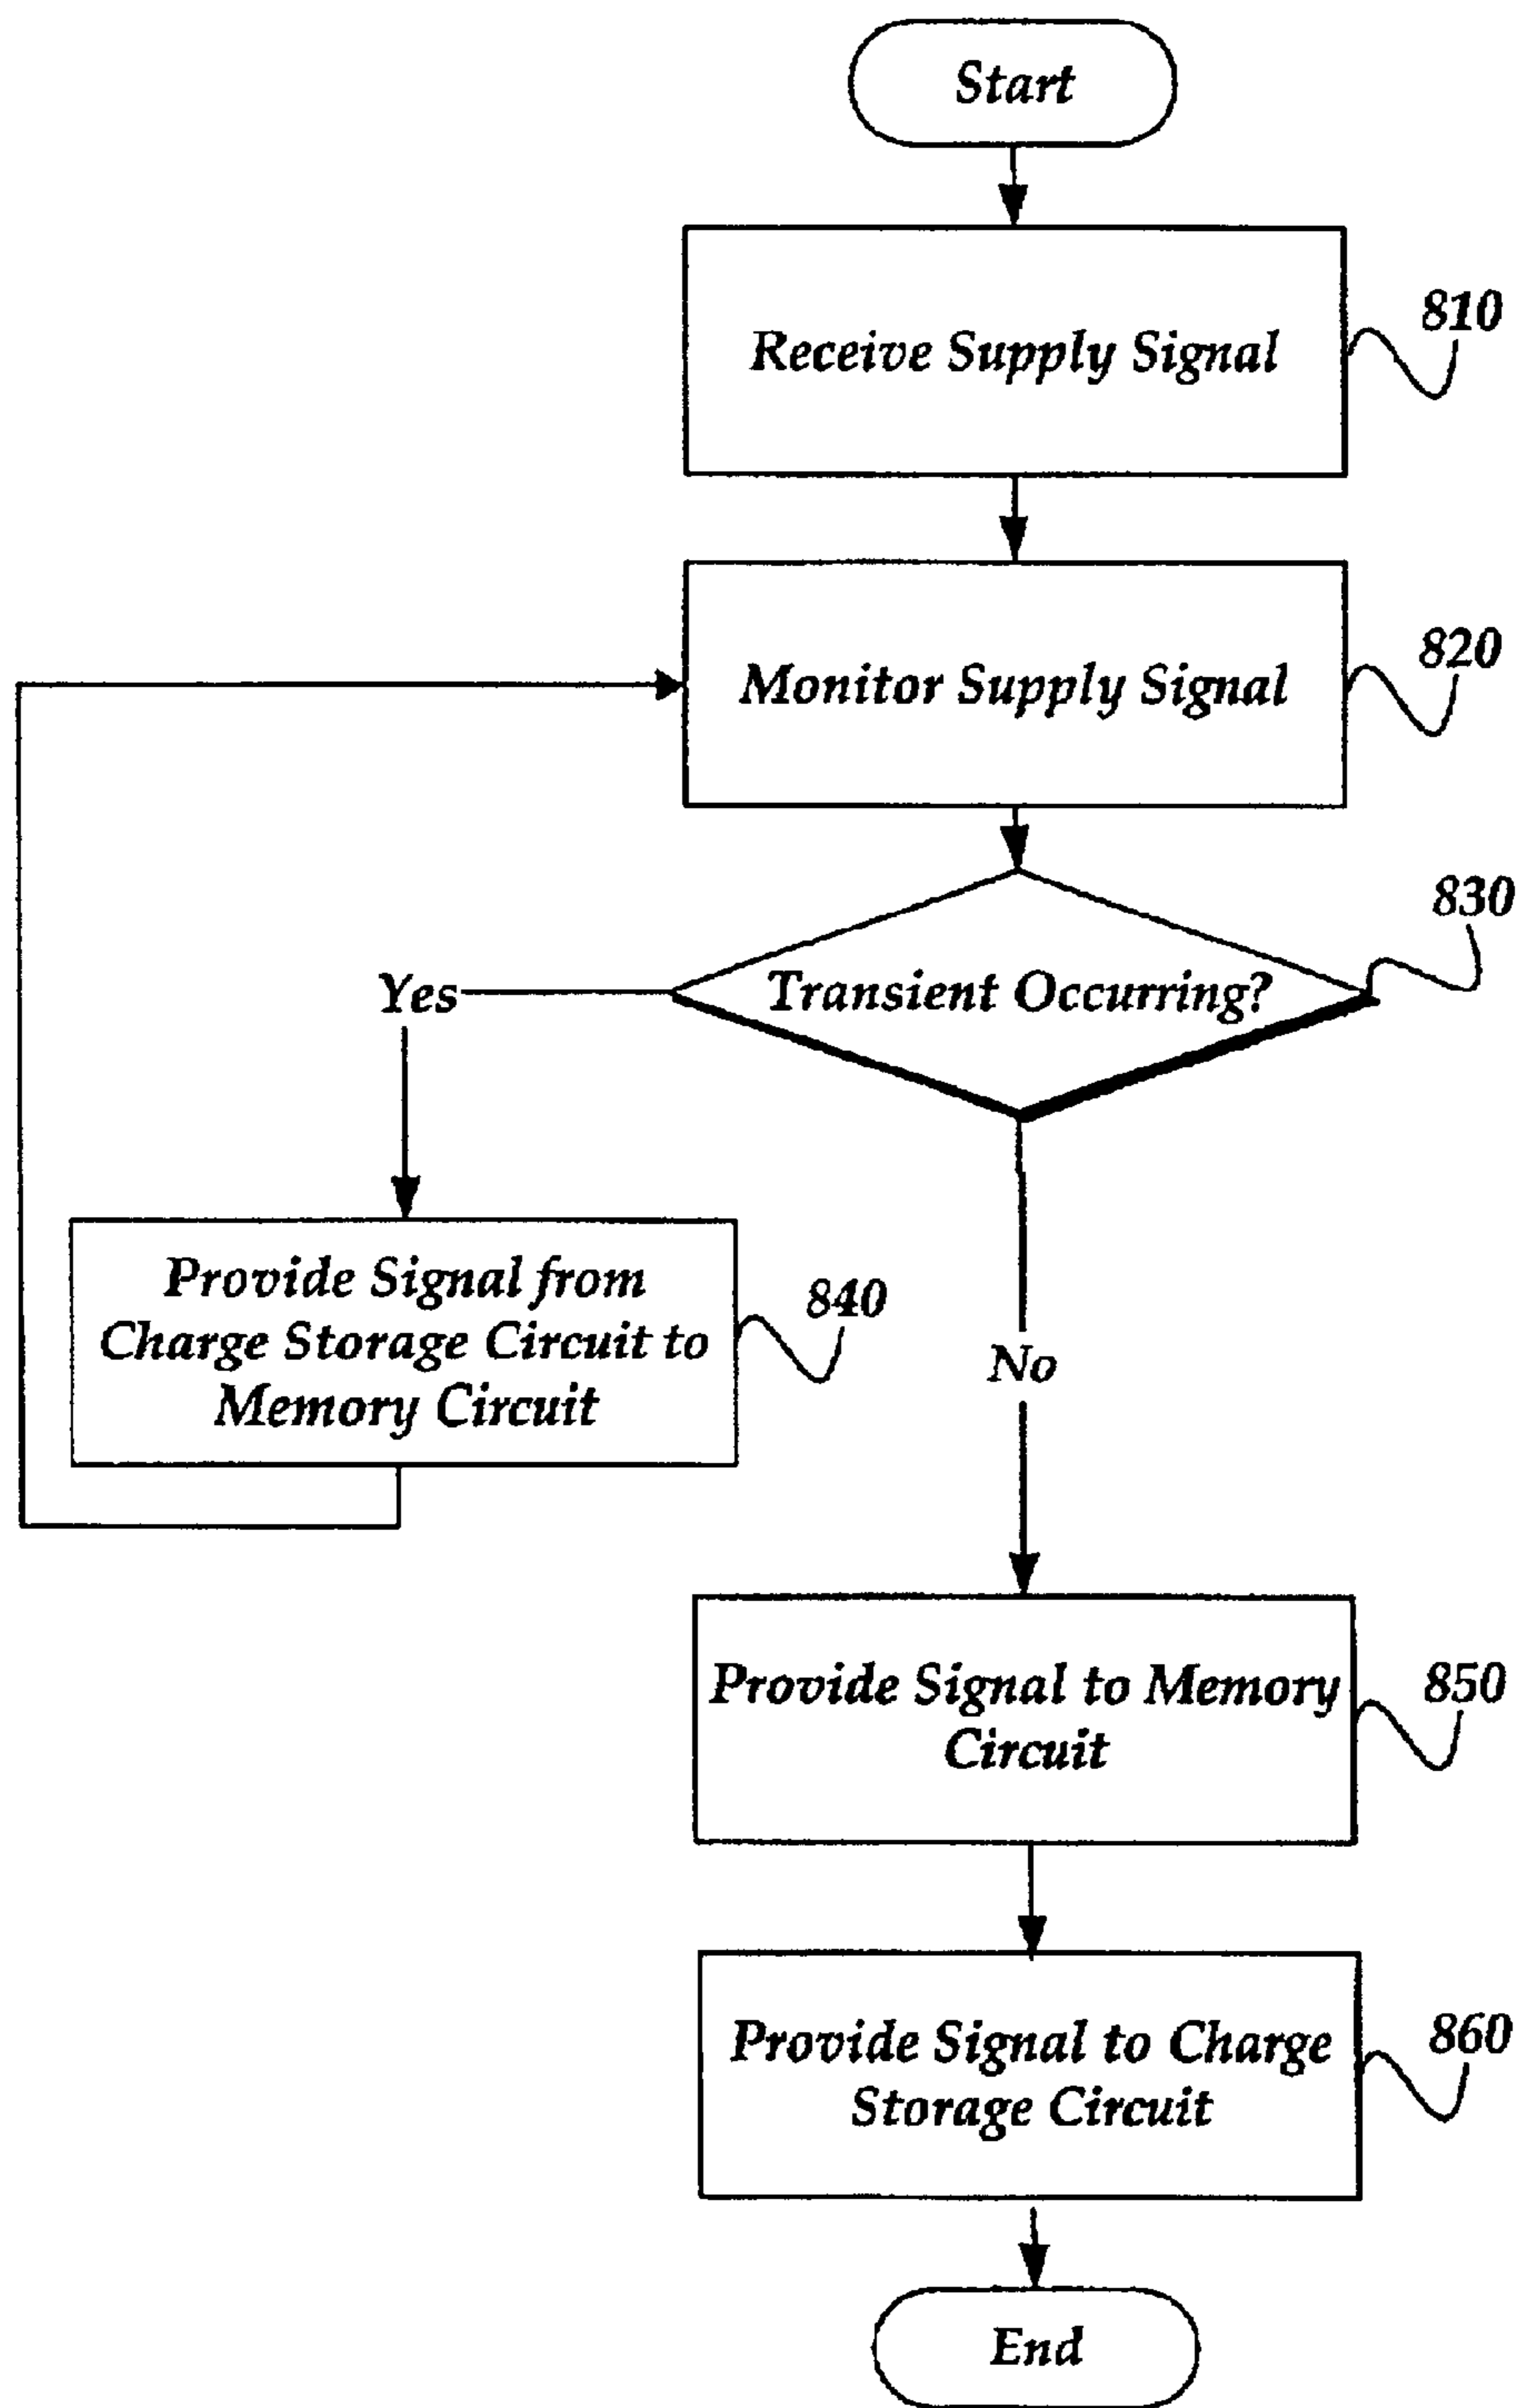 Start
Receive Supply Signal
810
Monitor Supply Signal
820
Transient Occurring?
830
Yes
Provide Signal from
Charge Storage Circuit to
Memory Circuit
840
No
Provide Signal to Memory
Circuit
850
Provide Signal to Charge
Storage Circuit
860
End